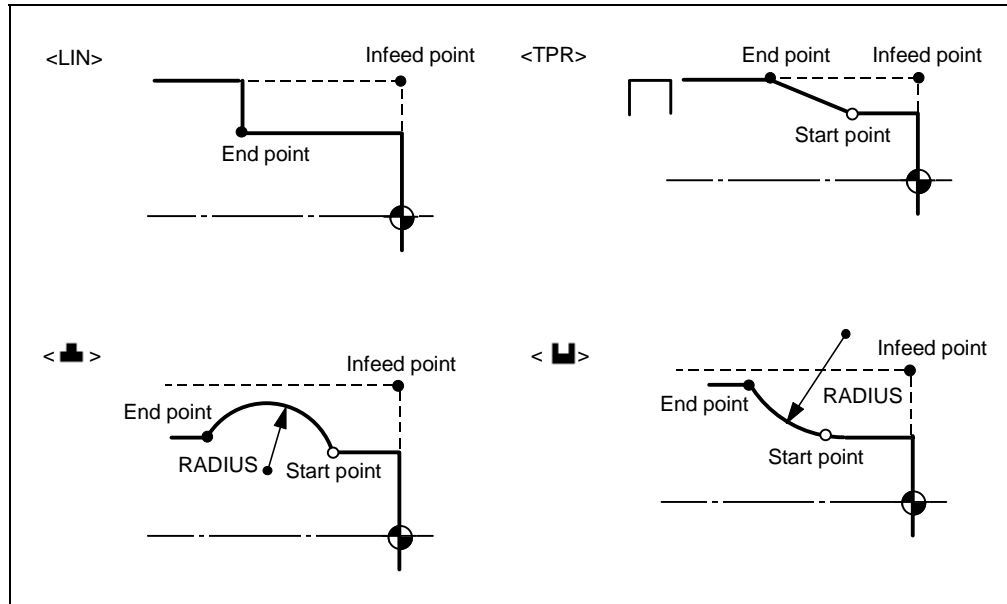 <LIN>
Infeed point
End point
<TPR>
End point
Infeed point
Start point
< >
Infeed point
End point
RADIUS
Start point
< >
Infeed point
RADIUS
End point
Start point